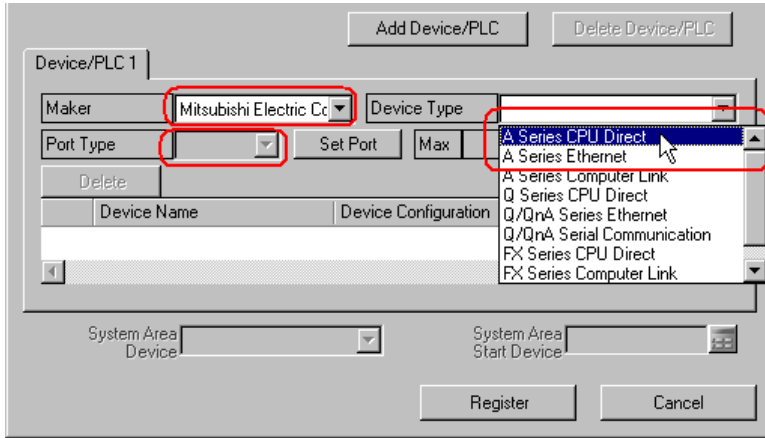 Add Device/PLC Delete Device/PLC
Device/PLC 1
Maker Mitsubishi Electric Device Type
Port Type Set Port Max
A Series CPU Direct
A Series Ethernet
A Series Computer Link
Q Series CPU Direct
Q/QnA Series Ethernet
Q/QnA Serial Communication
FX Series CPU Direct
FX Series Computer Link
Delete
Device Name Device Configuration
System Area Device System Area Start Device
Register Cancel